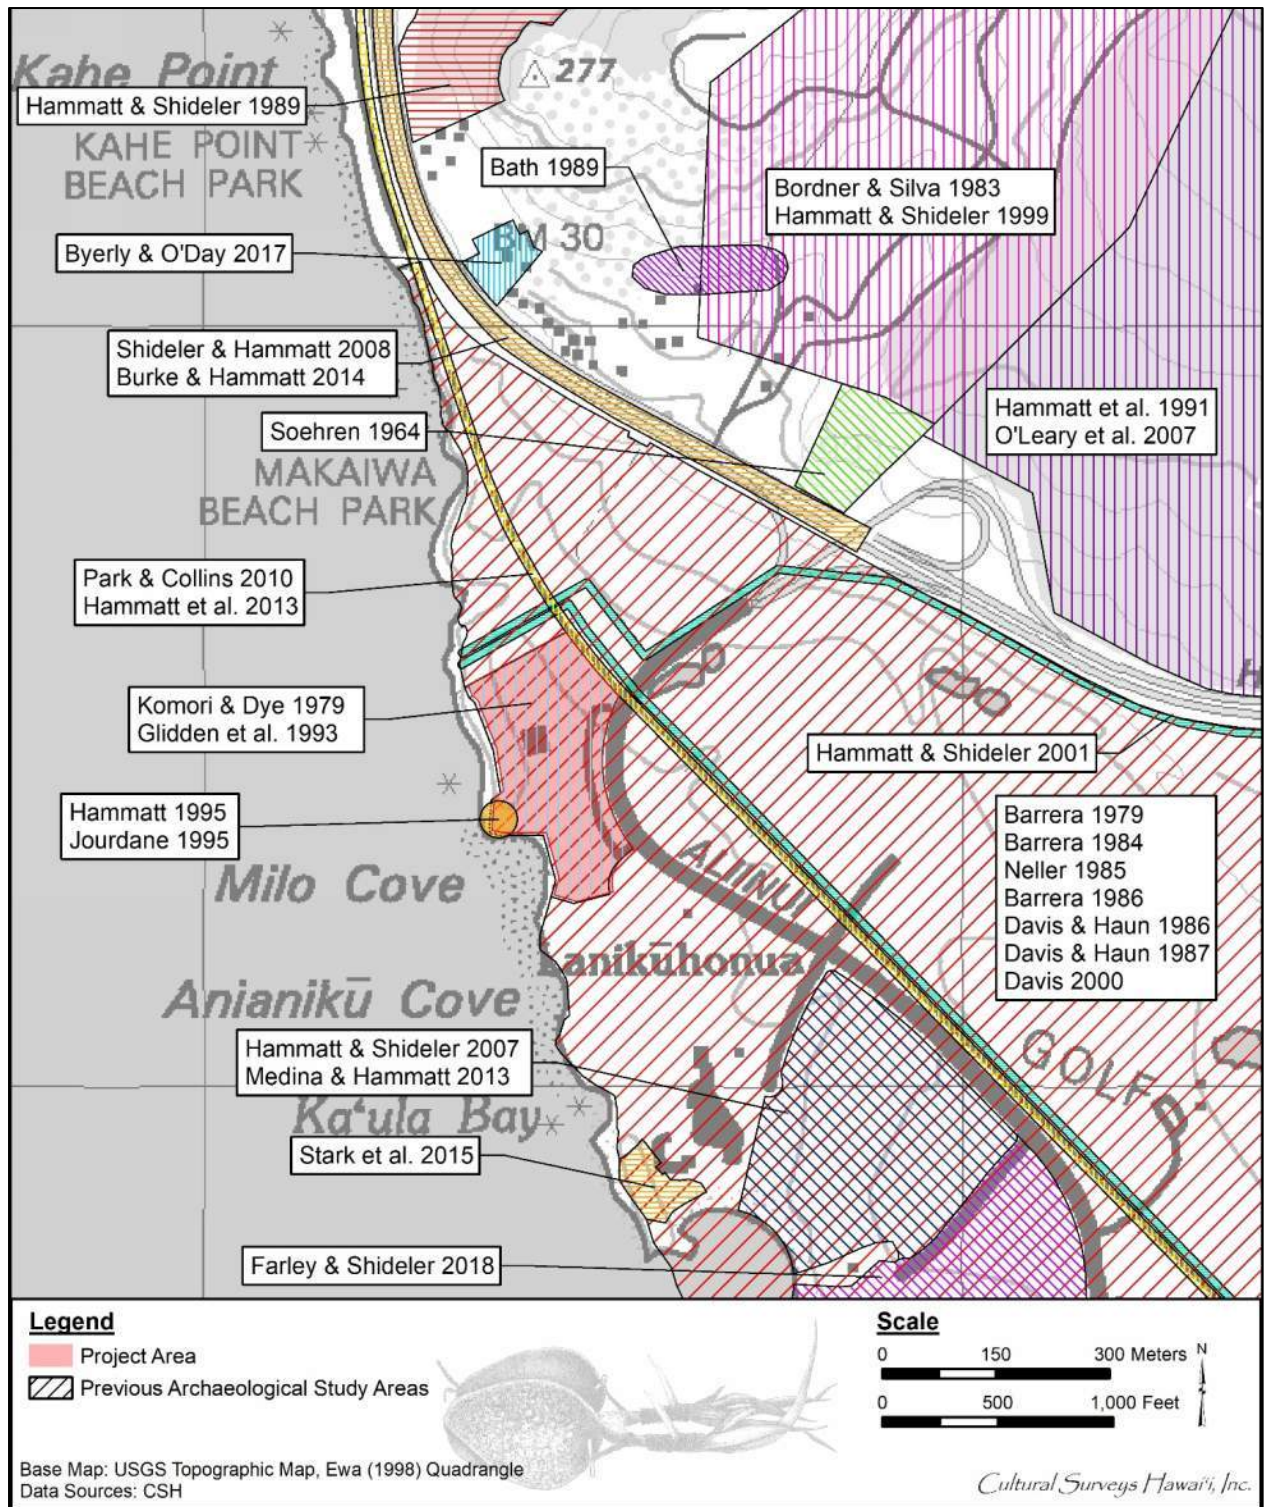 Kahe Point
277
Hammatt & Shideler 1989
KAHE POINT
BEACH PARK
Bath 1989
Bordner & Silva 1983
Hammatt & Shideler 1999
BM 30
Byerly & O'Day 2017
Shideler & Hammatt 2008
Burke & Hammatt 2014
Soehren 1964
Hammatt et al. 1991
O'Leary et al. 2007
MAKAIWA
BEACH PARK
Park & Collins 2010
Hammatt et al. 2013
Komori & Dye 1979
Glidden et al. 1993
Hammatt & Shideler 2001
Hammatt 1995
Jourdane 1995
Barrera 1979
Barrera 1984
Neller 1985
Barrera 1986
Davis & Haun 1986
Davis & Haun 1987
Davis 2000
Milo Cove
ALIINUI
Lanikūhonua
Anianikū Cove
Hammatt & Shideler 2007
Medina & Hammatt 2013
GOLF
Kaʻula Bay
Stark et al. 2015
Farley & Shideler 2018
Legend
Project Area
Previous Archaeological Study Areas
Scale
0 150 300 Meters
0 500 1,000 Feet
N
Base Map: USGS Topographic Map, Ewa (1998) Quadrangle
Data Sources: CSH
Cultural Surveys Hawaiʻi, Inc.